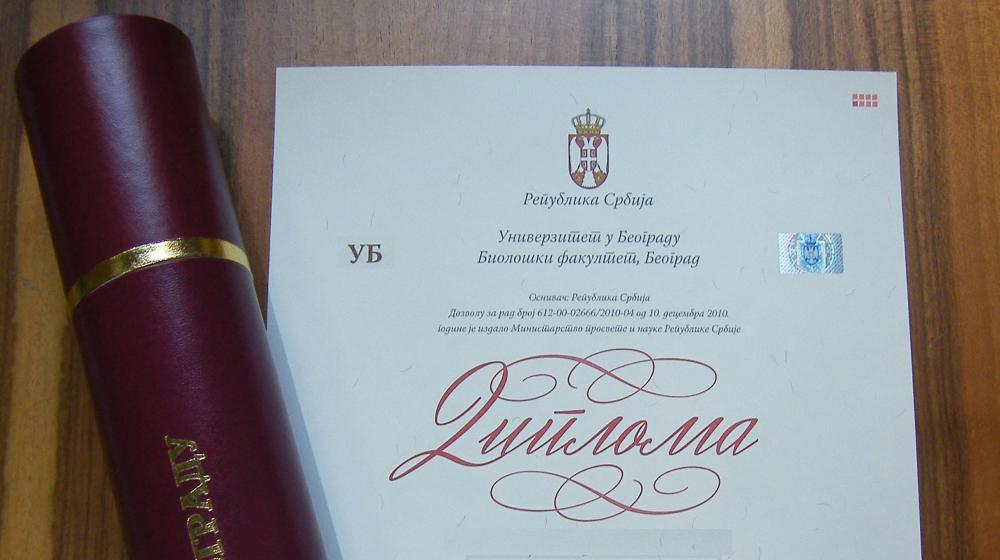 Република Србија
УБ
Универзитет у Београду
Биолошки факултет, Београд
Оснивач: Република Србија
Дозволу за рад број 612-00-02666/2010-04 од 10. децембра 2010.
године је издало Министарство просвете и науке Републике Србије
Диплома
ГРАДУ